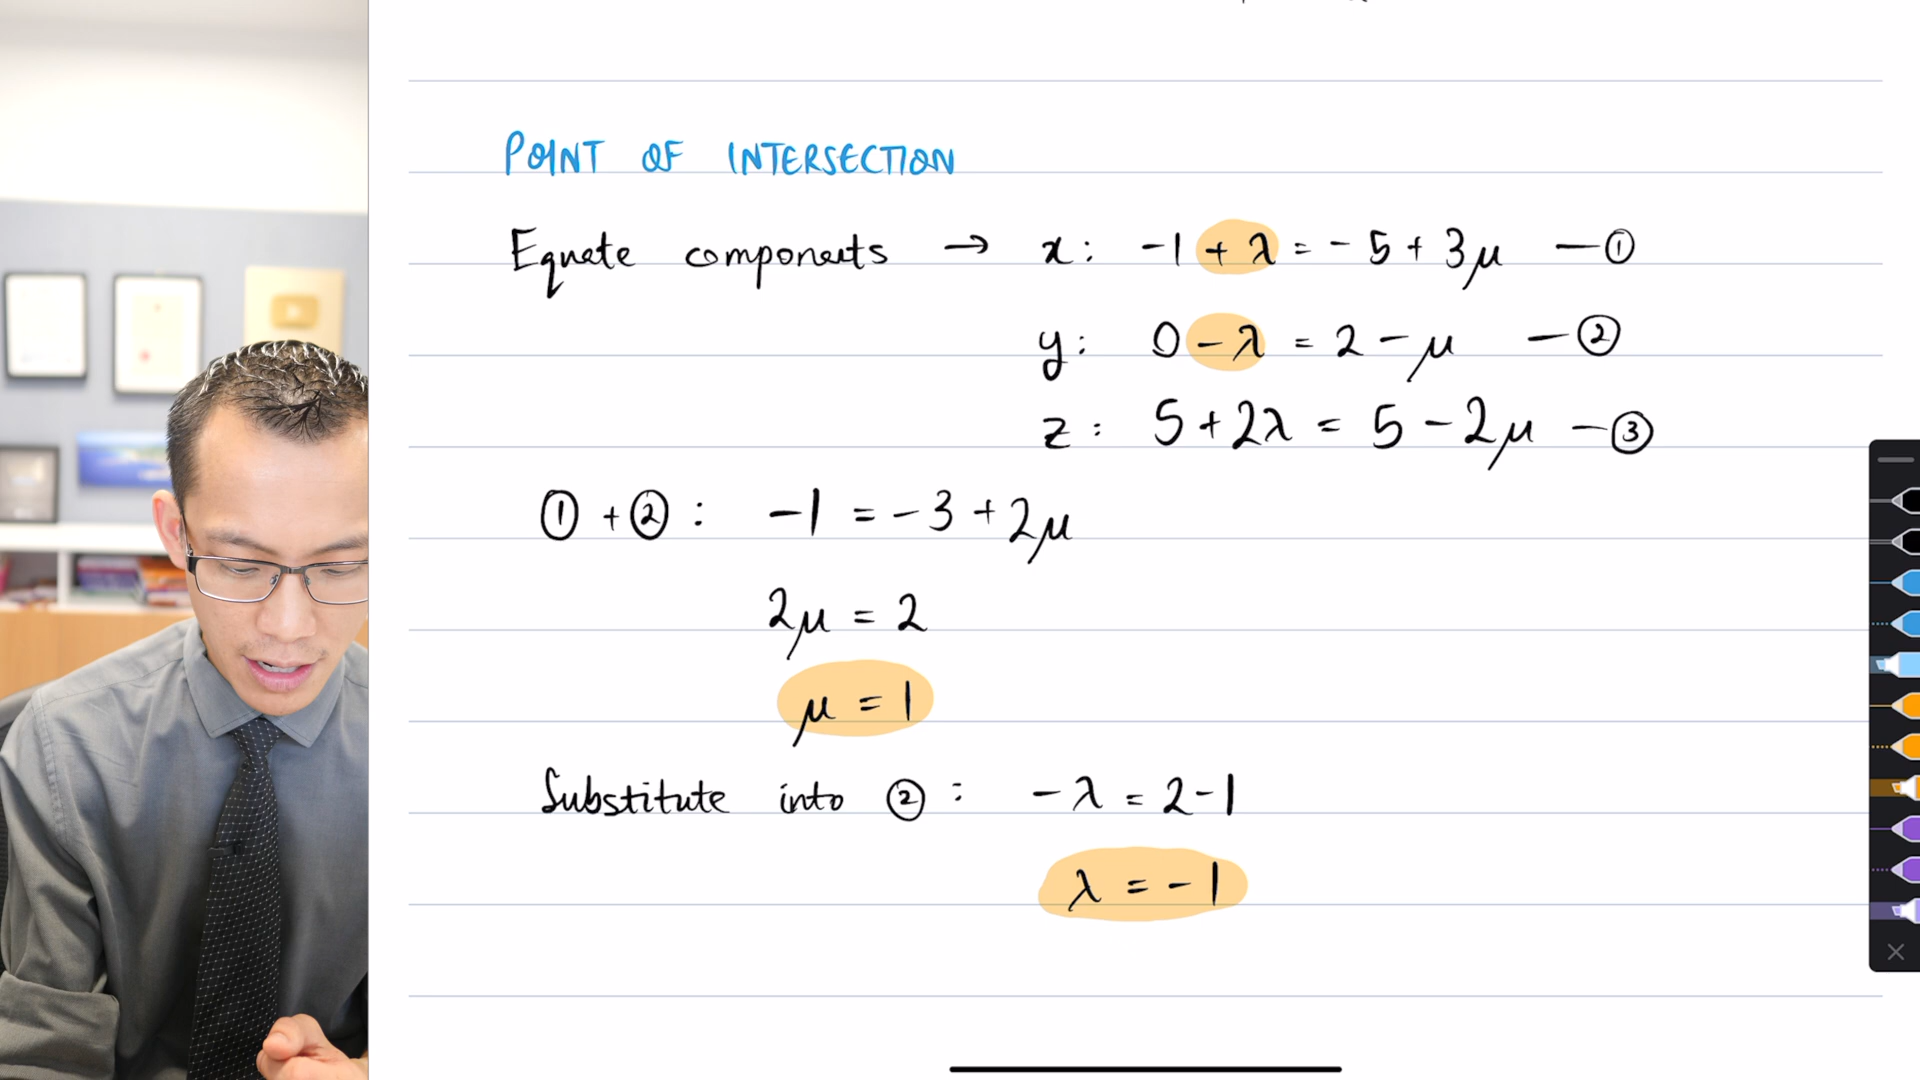 POINT OF INTERSECTION
Equate components → x: -1 + λ = - 5 + 3μ —①
y: 0 - λ = 2 - μ —②
z: 5 + 2λ = 5 - 2μ —③
① + ② : -1 = -3 + 2μ
2μ = 2
μ = 1
Substitute into ② : -λ = 2-1
λ = -1